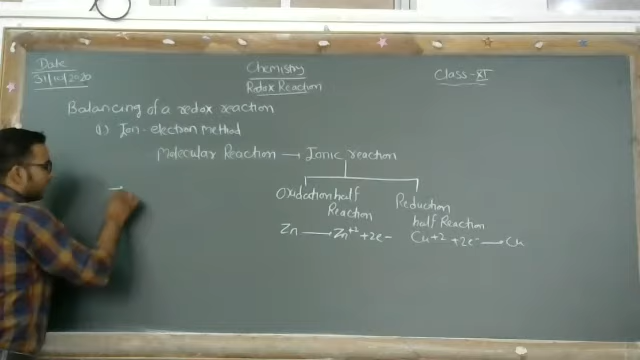 Date
31/10/2020
Chemistry
Redox Reaction
Class-XI
Balancing of a redox reaction
(1) Ion-electron method
Molecular Reaction → Ionic reaction
Oxidation half
Reaction
Reduction
half Reaction
Zn → Zn+2 + 2e-
Cu+2 + 2e- → Cu